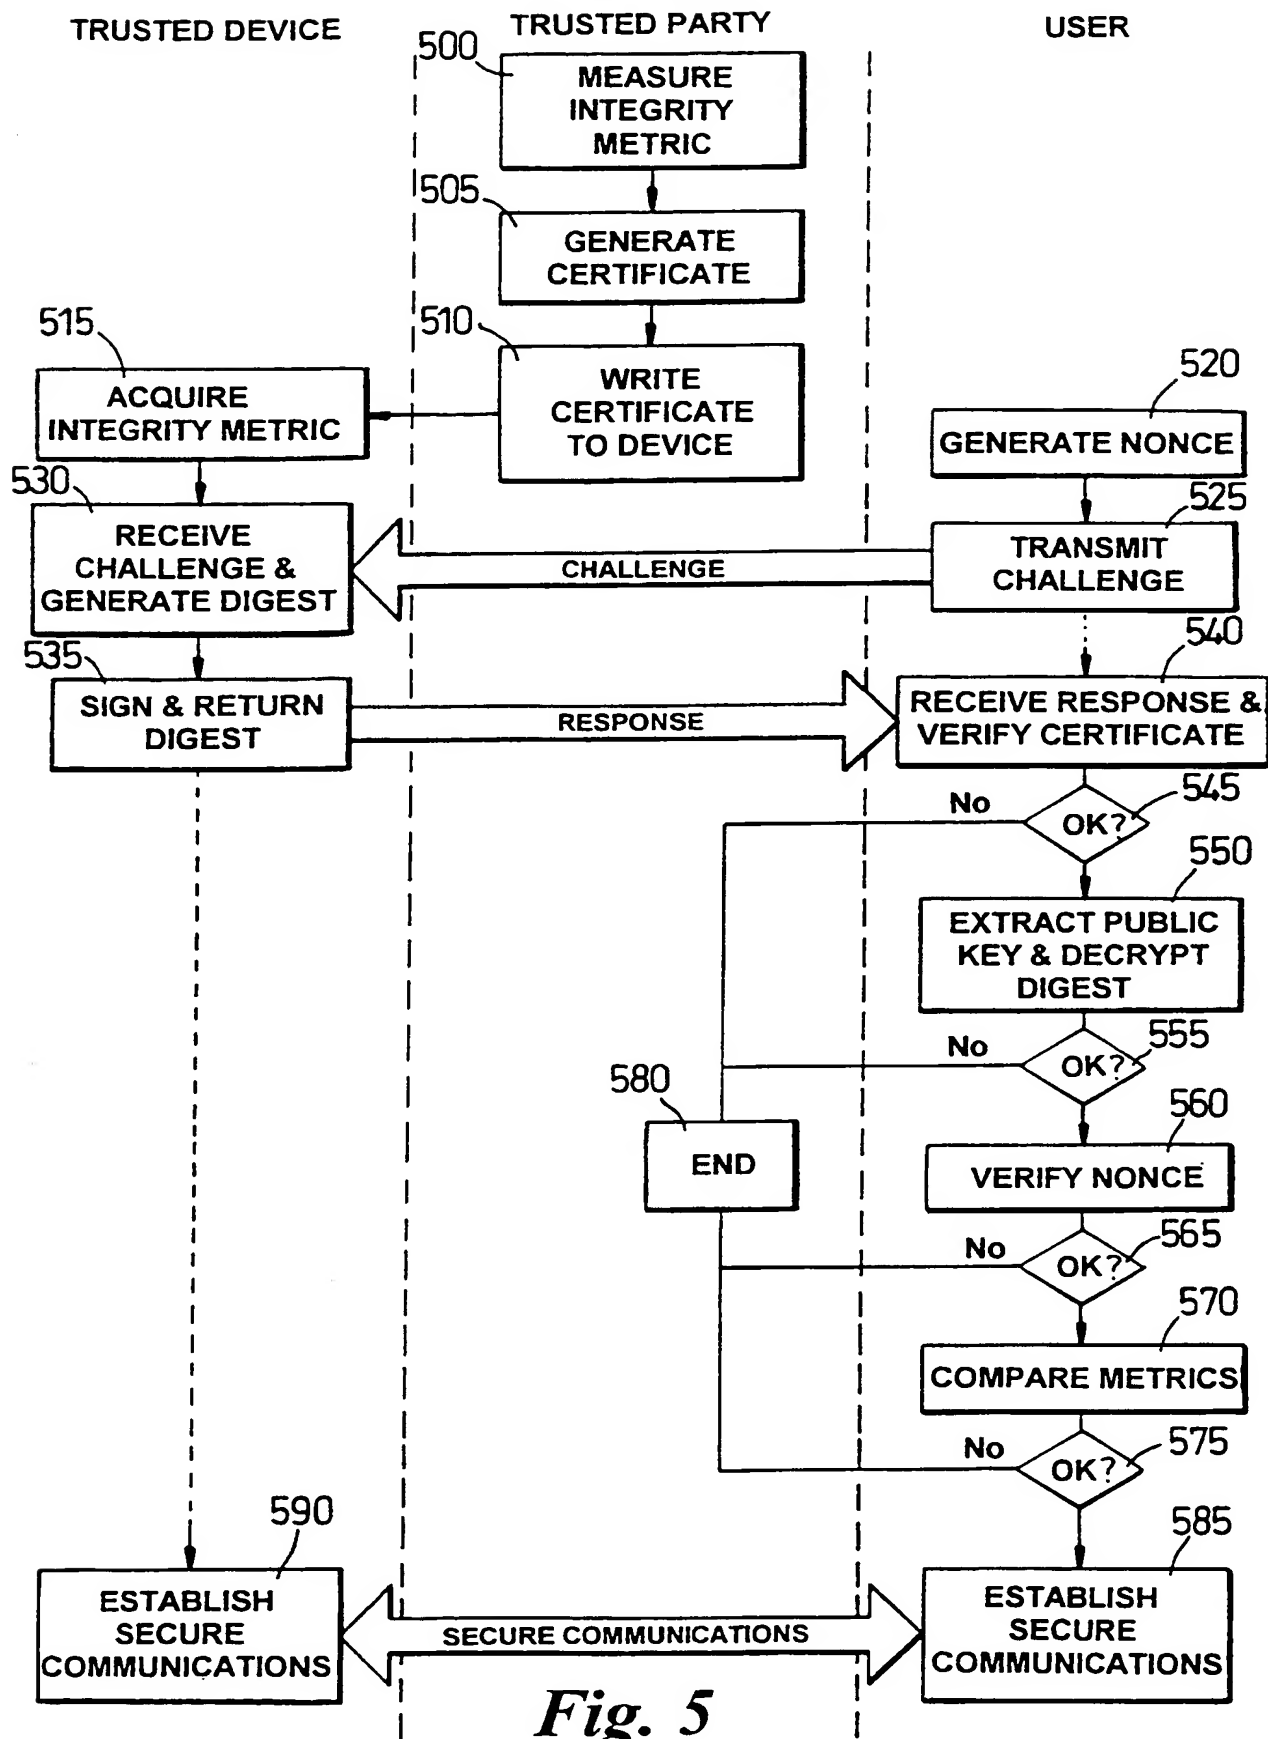 TRUSTED DEVICE
TRUSTED PARTY
USER
500
MEASURE
INTEGRITY
METRIC
505
GENERATE
CERTIFICATE
510
WRITE
CERTIFICATE
TO DEVICE
515
ACQUIRE
INTEGRITY METRIC
520
GENERATE NONCE
525
TRANSMIT
CHALLENGE
530
RECEIVE
CHALLENGE &
GENERATE DIGEST
CHALLENGE
535
SIGN & RETURN
DIGEST
RESPONSE
540
RECEIVE RESPONSE &
VERIFY CERTIFICATE
545
No
OK?
550
EXTRACT PUBLIC
KEY & DECRYPT
DIGEST
555
No
OK?
580
END
560
VERIFY NONCE
565
No
OK?
570
COMPARE METRICS
575
No
OK?
590
ESTABLISH
SECURE
COMMUNICATIONS
SECURE COMMUNICATIONS
585
ESTABLISH
SECURE
COMMUNICATIONS
Fig. 5